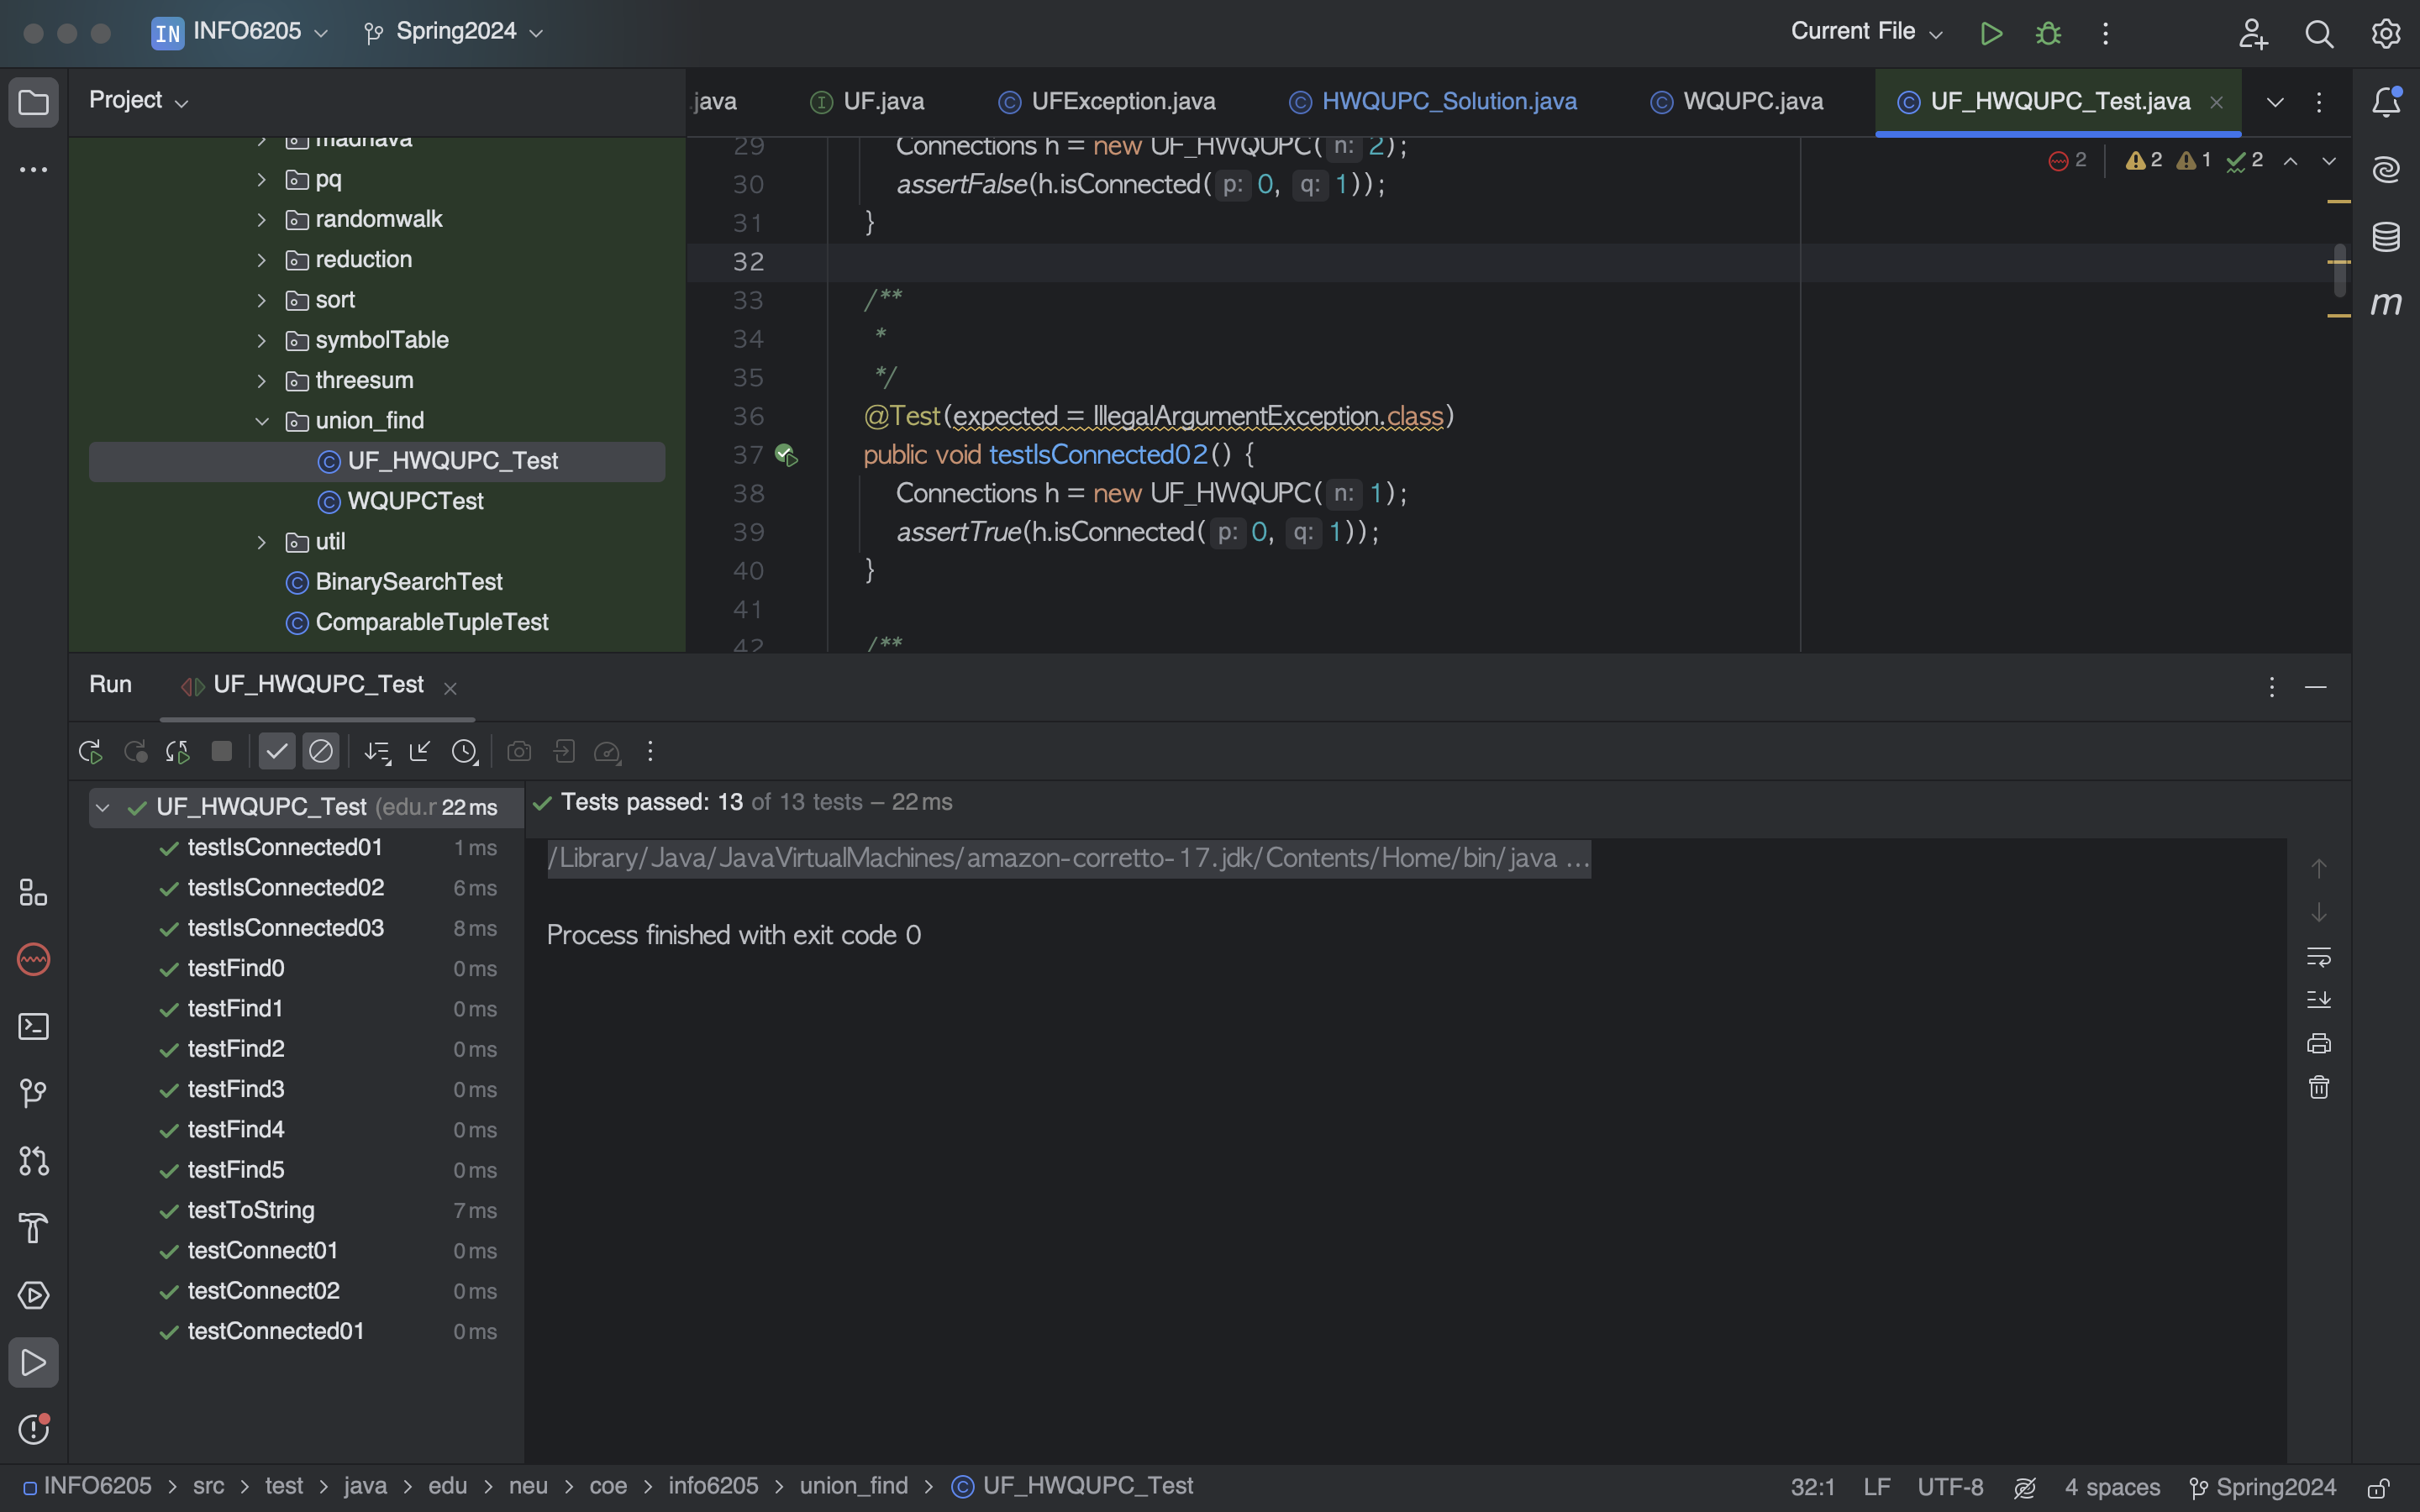 IN INFO6205 Spring2024 Current File
Project
.java UF.java UFException.java HWQUPC_Solution.java WQUPC.java UF_HWQUPC_Test.java
madhava
pq
randomwalk
reduction
sort
symbolTable
threesum
union_find
UF_HWQUPC_Test
WQUPCTest
util
BinarySearchTest
ComparableTupleTest
2 2 1 2
29 Connections h = new UF_HWQUPC( n: 2);
30 assertFalse(h.isConnected( p: 0, q: 1));
31 }
32
33 /**
34 *
35 */
36 @Test(expected = IllegalArgumentException.class)
37 public void testIsConnected02() {
38 Connections h = new UF_HWQUPC( n: 1);
39 assertTrue(h.isConnected( p: 0, q: 1));
40 }
41
42 /**
m
Run UF_HWQUPC_Test
UF_HWQUPC_Test (edu.r 22 ms
testIsConnected01 1 ms
testIsConnected02 6 ms
testIsConnected03 8 ms
testFind0 0 ms
testFind1 0 ms
testFind2 0 ms
testFind3 0 ms
testFind4 0 ms
testFind5 0 ms
testToString 7 ms
testConnect01 0 ms
testConnect02 0 ms
testConnected01 0 ms
Tests passed: 13 of 13 tests – 22 ms
/Library/Java/JavaVirtualMachines/amazon-corretto-17.jdk/Contents/Home/bin/java ...
Process finished with exit code 0
INFO6205 > src > test > java > edu > neu > coe > info6205 > union_find > UF_HWQUPC_Test
32:1 LF UTF-8 4 spaces Spring2024